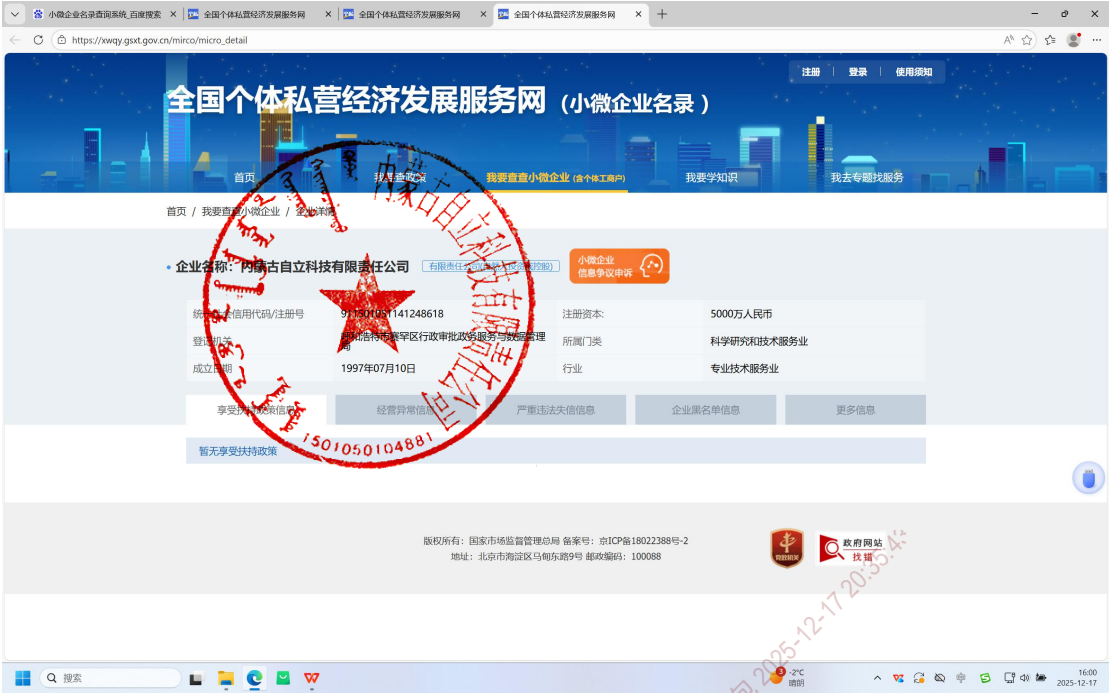 小微企业名录查询系统_百度搜索
全国个体私营经济发展服务网
全国个体私营经济发展服务网
全国个体私营经济发展服务网
https://xwqy.gsxt.gov.cn/mirco/micro_detail
注册 登录 使用须知
全国个体私营经济发展服务网（小微企业名录）
首页 我要查政策 我要查查小微企业 (含个体工商户) 我要学知识 我去专题找服务
首页 / 我要查查小微企业 / 企业详情
企业名称：内蒙古自立科技有限责任公司
小微企业
信息争议申诉
统一社会信用代码/注册号
注册资本: 5000万人民币
登记机关 呼和浩特市赛罕区行政审批政务服务与数据管理局
所属门类 科学研究和技术服务业
成立日期 1997年07月10日 行业 专业技术服务业
享受扶持政策信息 经营异常信息 严重违法失信信息 企业黑名单信息 更多信息
暂无享受扶持政策
内蒙古自立科技有限责任公司
1501050104881
版权所有：国家市场监督管理总局 备案号：京ICP备18022388号-2
地址：北京市海淀区马甸东路9号 邮政编码：100088
党政机关
政府网站
找错
2025-12-17 20:35:43
搜索
3
-2°C
晴朗
中
16:00
2025-12-17